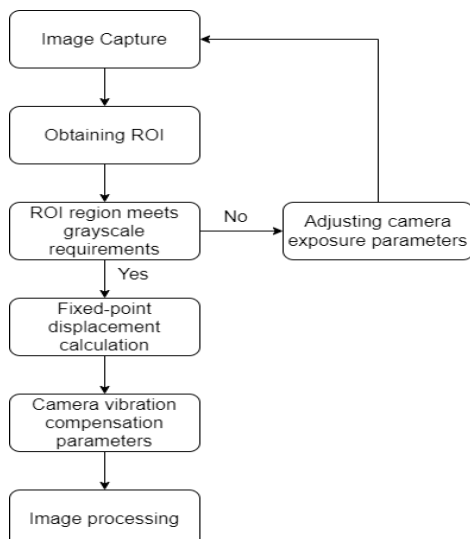 Image Capture
Obtaining ROI
ROI region meets
grayscale
requirements
No
Adjusting camera
exposure parameters
Yes
Fixed-point
displacement
calculation
Camera vibration
compensation
parameters
Image processing